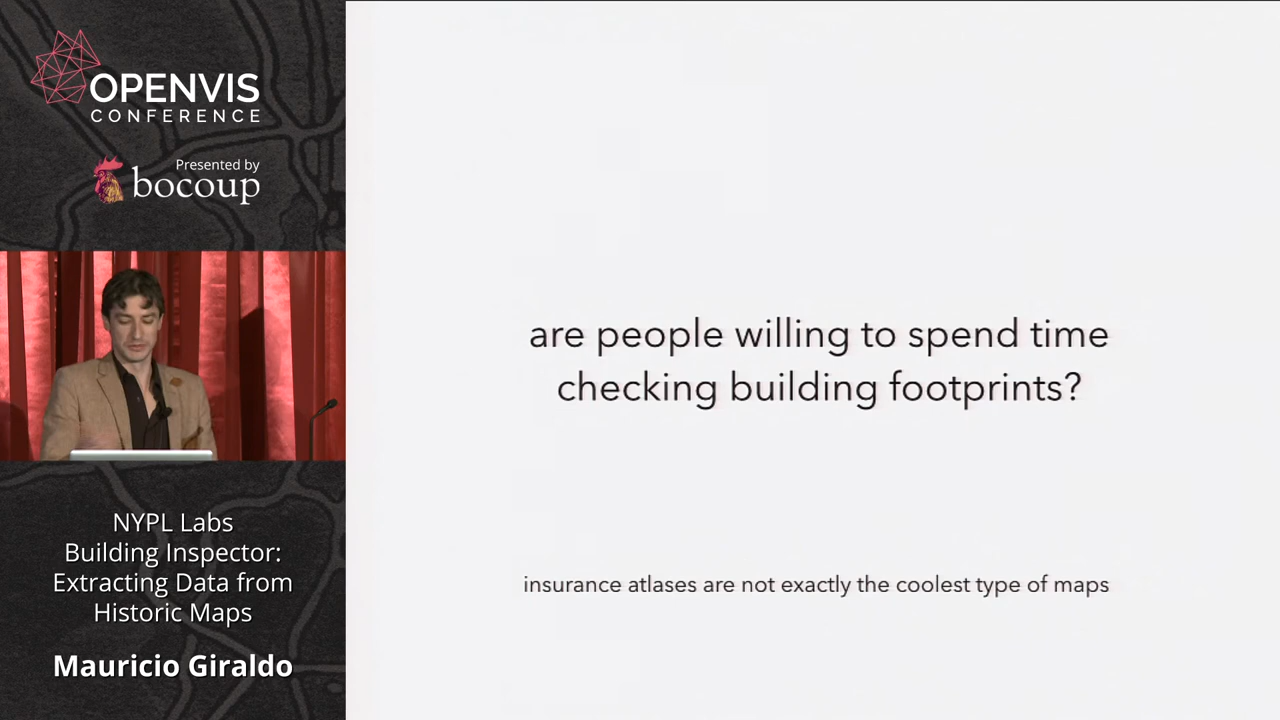 OPENVIS
CONFERENCE
Presented by
bocoup
NYPL Labs
Building Inspector:
Extracting Data from
Historic Maps
Mauricio Giraldo
are people willing to spend time
checking building footprints?
insurance atlases are not exactly the coolest type of maps